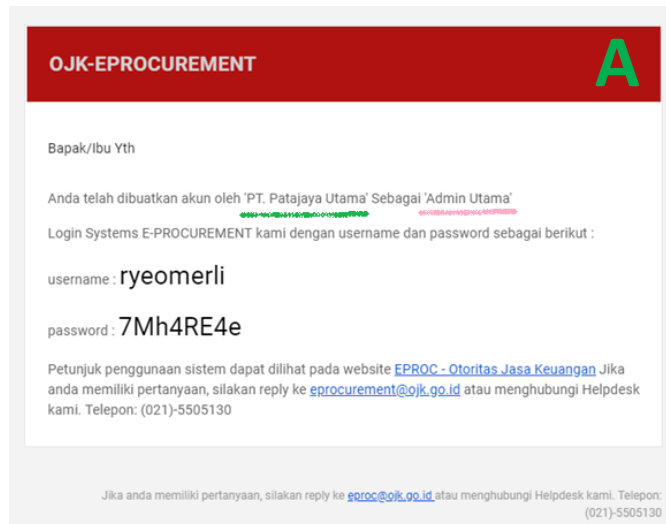 OJK-EPROCUREMENT
A
Bapak/Ibu Yth
Anda telah dibuatkan akun oleh 'PT. Patajaya Utama' Sebagai 'Admin Utama'
Login Systems E-PROCUREMENT kami dengan username dan password sebagai berikut :
username : ryeomerli
password : 7Mh4RE4e
Petunjuk penggunaan sistem dapat dilihat pada website EPROC - Otoritas Jasa Keuangan Jika
anda memiliki pertanyaan, silakan reply ke eprocurement@ojk.go.id atau menghubungi Helpdesk
kami. Telepon: (021)-5505130
Jika anda memiliki pertanyaan, silakan reply ke eproc@ojk.go.id atau menghubungi Helpdesk kami. Telepon:
(021)-5505130